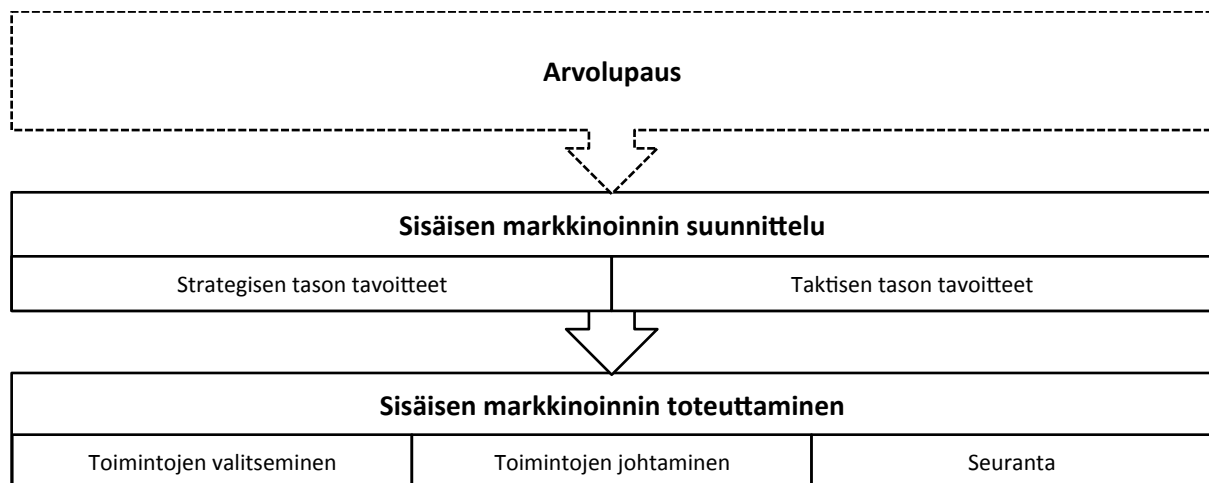 Arvolupaus
Sisäisen markkinoinnin suunnittelu
Strategisen tason tavoitteet
Taktisen tason tavoitteet
Sisäisen markkinoinnin toteuttaminen
Toimintojen valitseminen
Toimintojen johtaminen
Seuranta